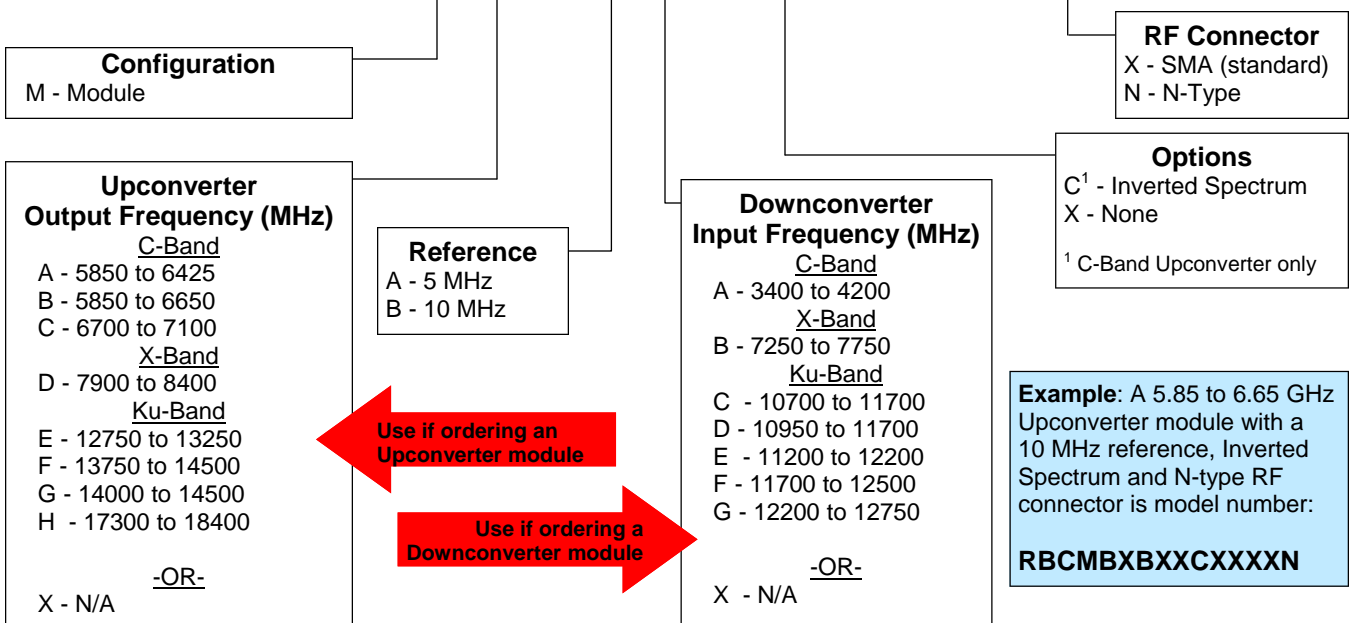 Configuration
M - Module
RF Connector
X - SMA (standard)
N - N-Type
Options
C¹ - Inverted Spectrum
X - None
¹ C-Band Upconverter only
Upconverter
Output Frequency (MHz)
C-Band
A - 5850 to 6425
B - 5850 to 6650
C - 6700 to 7100
X-Band
D - 7900 to 8400
Ku-Band
E - 12750 to 13250
F - 13750 to 14500
G - 14000 to 14500
H - 17300 to 18400
-OR-
X - N/A
Reference
A - 5 MHz
B - 10 MHz
Use if ordering an
Upconverter module
Use if ordering a
Downconverter module
Downconverter
Input Frequency (MHz)
C-Band
A - 3400 to 4200
X-Band
B - 7250 to 7750
Ku-Band
C - 10700 to 11700
D - 10950 to 11700
E - 11200 to 12200
F - 11700 to 12500
G - 12200 to 12750
-OR-
X - N/A
Example: A 5.85 to 6.65 GHz
Upconverter module with a
10 MHz reference, Inverted
Spectrum and N-type RF
connector is model number:
RBCMBXBXXCXXXXN